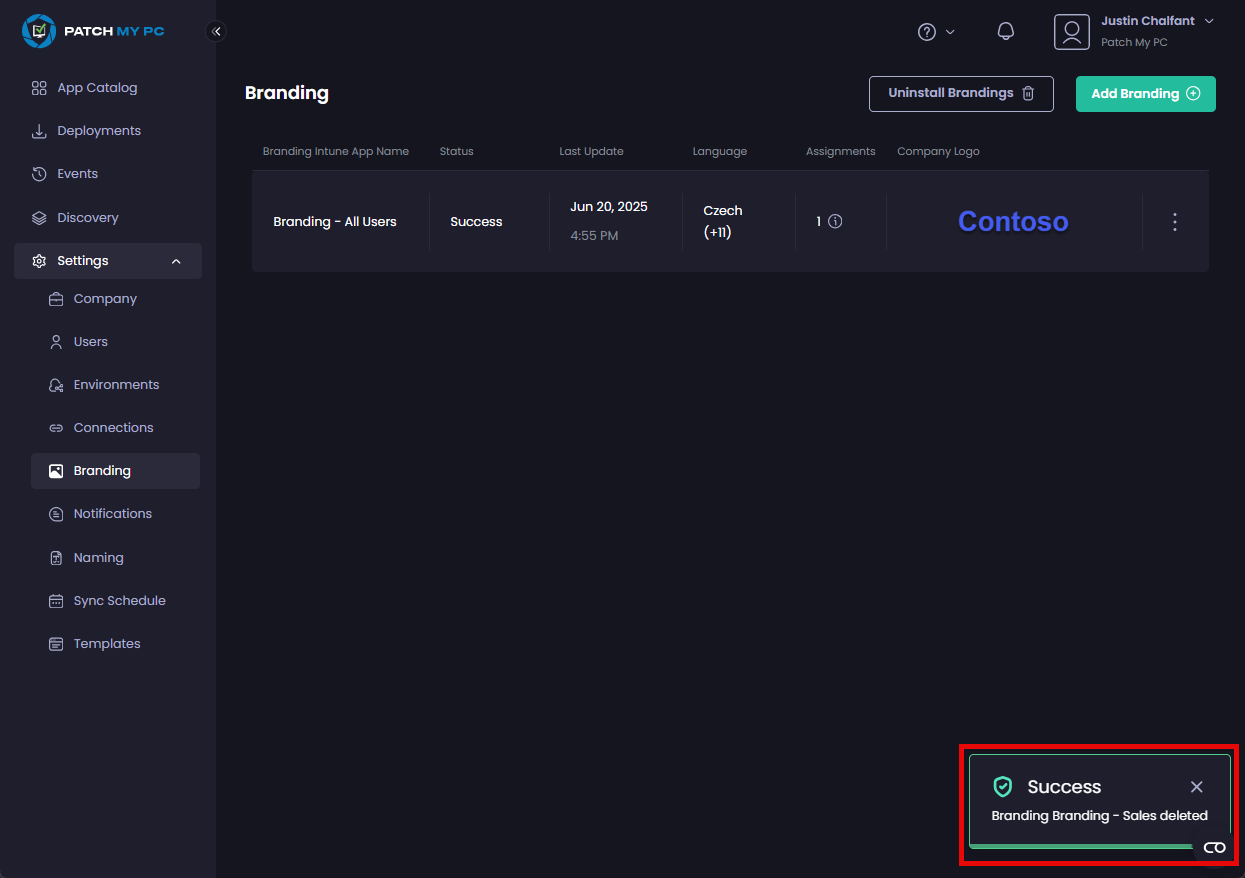 PATCH MY PC
Justin Chalfant
Patch My PC
App Catalog
Deployments
Events
Discovery
Settings
Company
Users
Environments
Connections
Branding
Notifications
Naming
Sync Schedule
Templates
Branding
Uninstall Brandings
Add Branding
Branding Intune App Name Status Last Update Language Assignments Company Logo
Branding - All Users Success Jun 20, 2025 Czech 1 Contoso
4:55 PM (+11)
Success
Branding Branding - Sales deleted